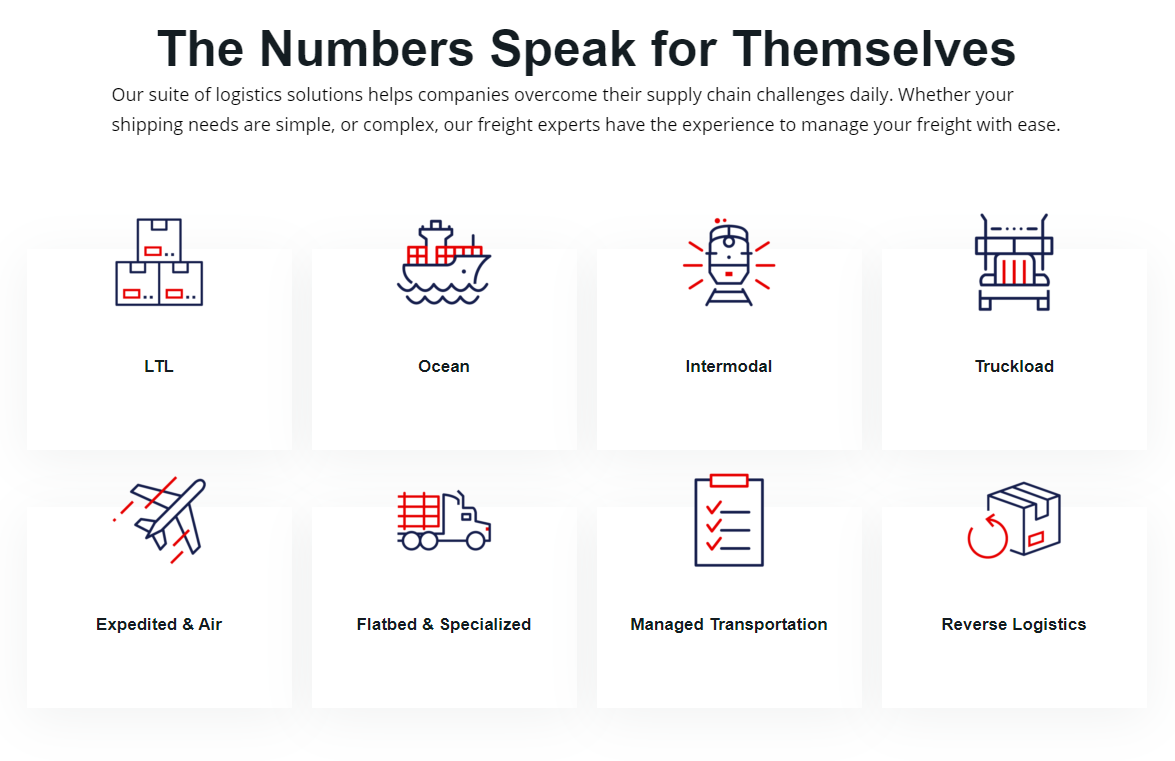 The Numbers Speak for Themselves
Our suite of logistics solutions helps companies overcome their supply chain challenges daily. Whether your
shipping needs are simple, or complex, our freight experts have the experience to manage your freight with ease.
LTL
Ocean
Intermodal
Truckload
Expedited & Air
Flatbed & Specialized
Managed Transportation
Reverse Logistics